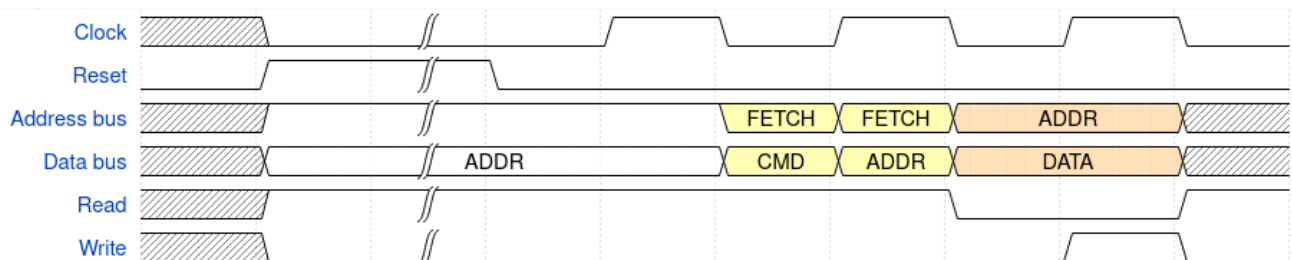 Clock
Reset
Address bus FETCH FETCH ADDR
Data bus ADDR CMD ADDR DATA
Read
Write